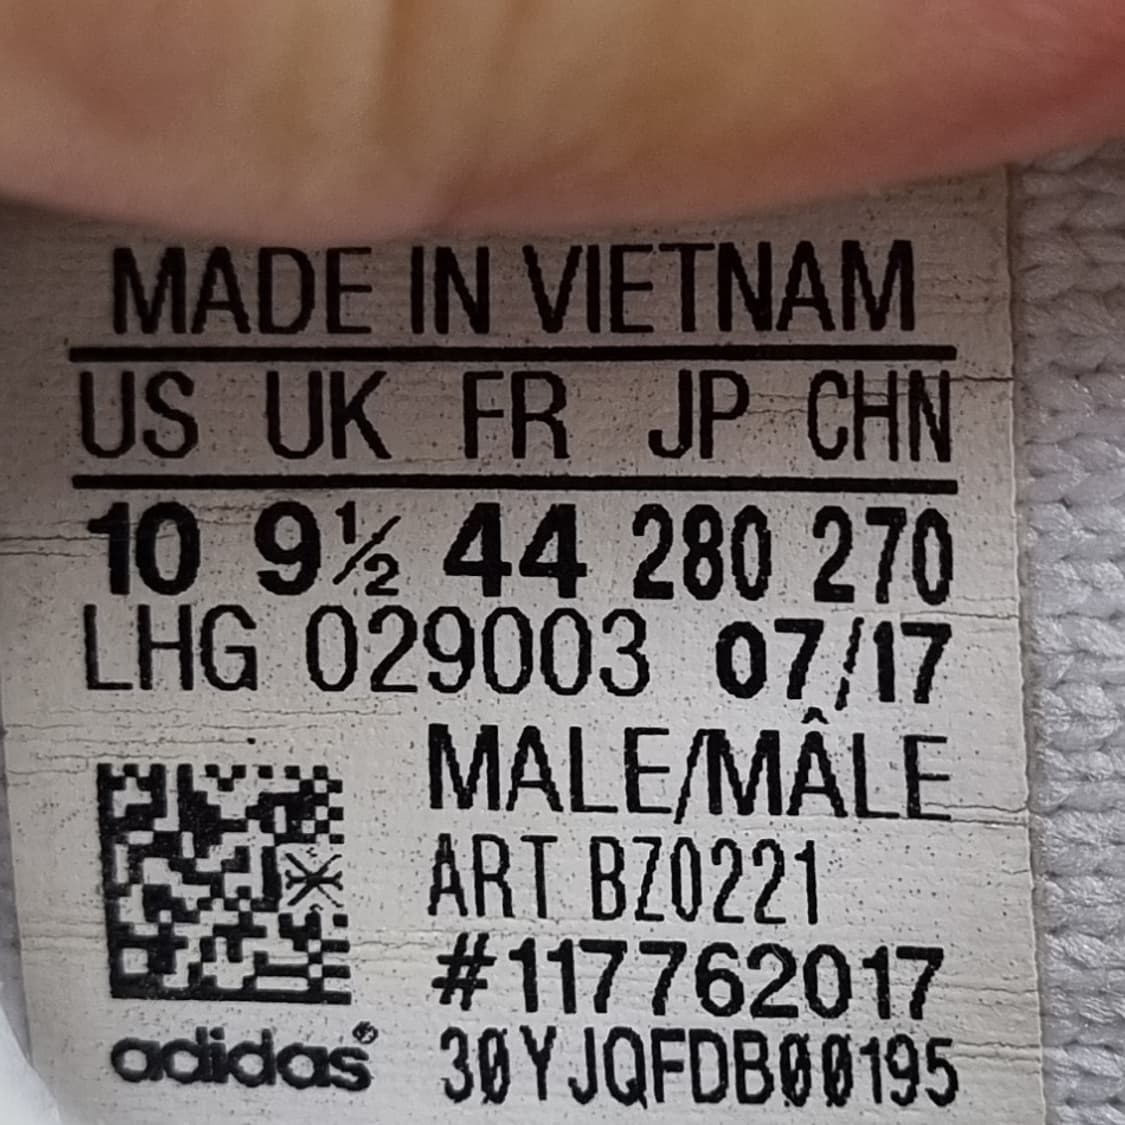 MADE IN VIETNAM
US UK FR JP CHN
10 9½ 44 280 270
LHG 029003 07/17
MALE/MÂLE
ART BZ0221
#117762017
adidas® 30YJQFDB00195